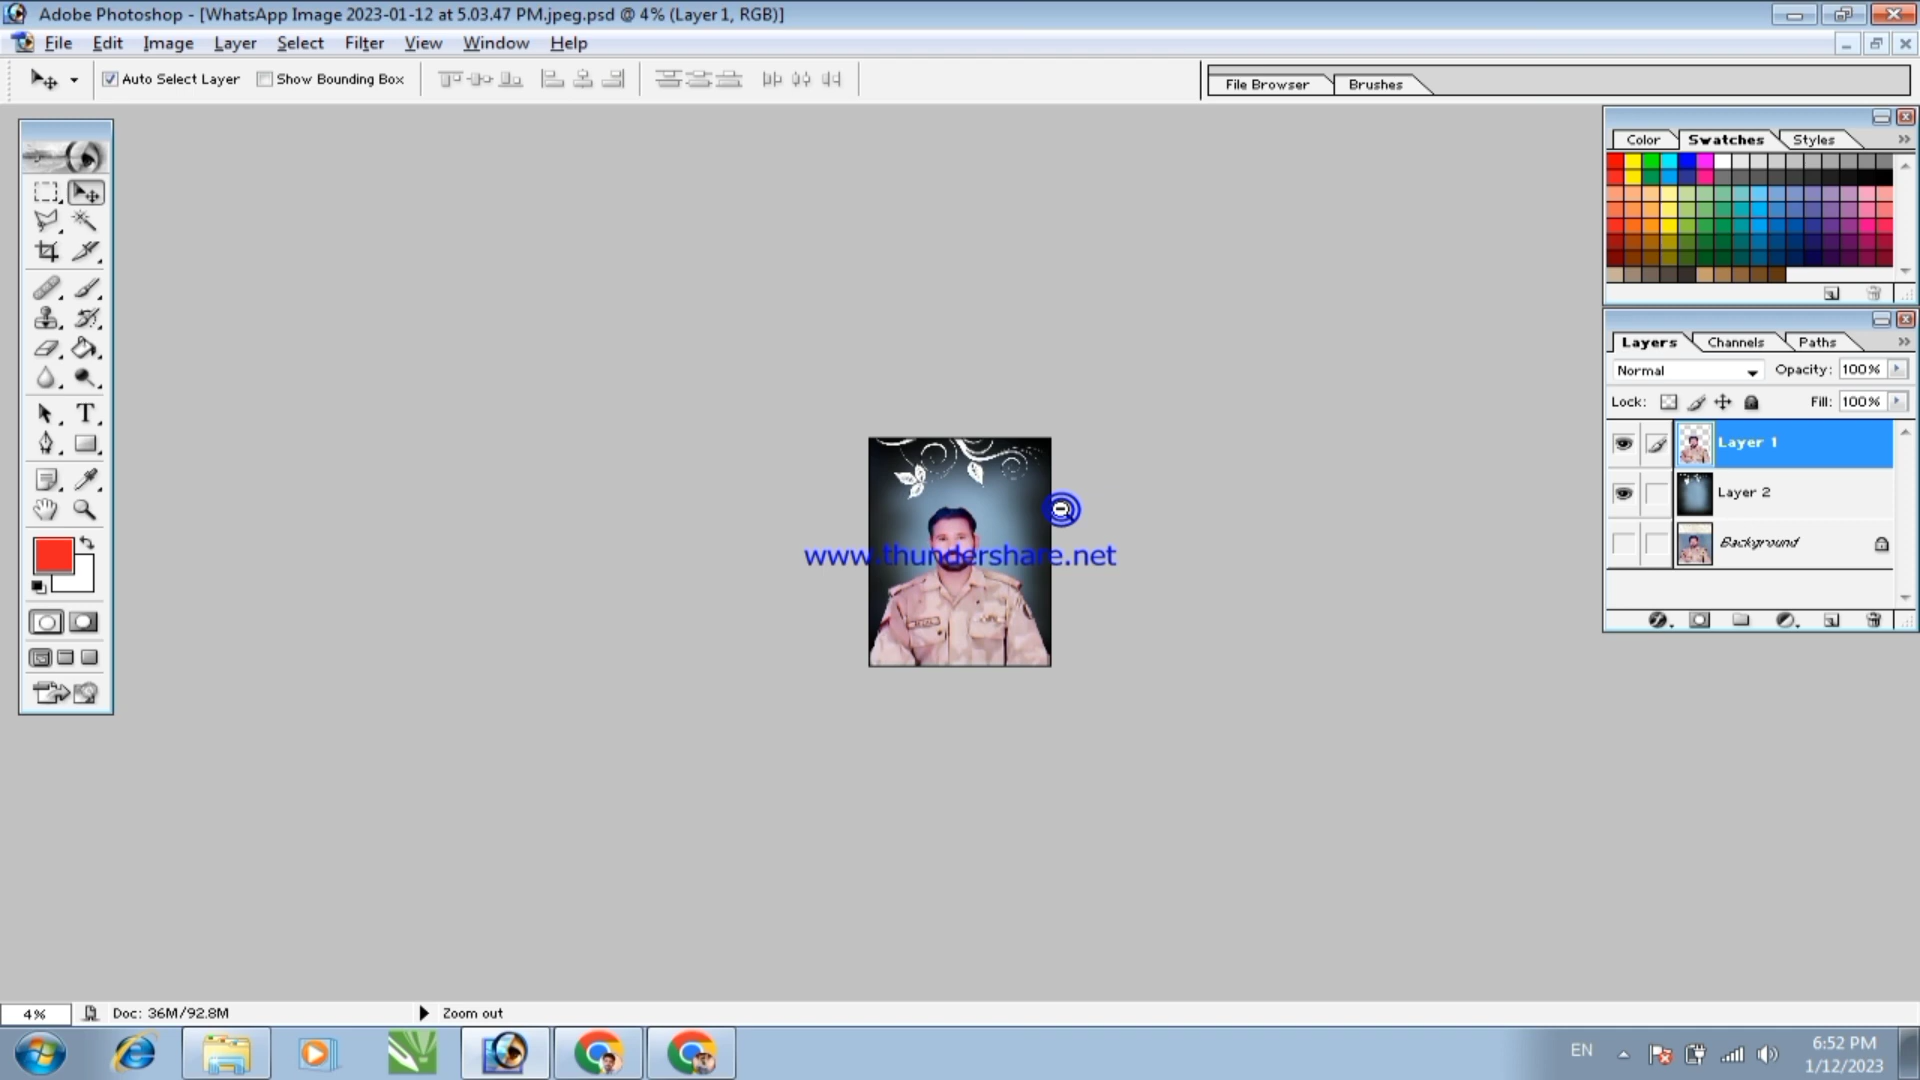 Adobe Photoshop - [WhatsApp Image 2023-01-12 at 5.03.47 PM.jpeg.psd @ 4% (Layer 1, RGB)]
File Edit Image Layer Select Filter View Window Help
Auto Select Layer Show Bounding Box
File Browser Brushes
Color Swatches Styles
Layers Channels Paths
Normal Opacity: 100%
Lock: Fill: 100%
Layer 1
Layer 2
Background
www.thundershare.net
4% Doc: 36M/92.8M Zoom out
EN
6:52 PM
1/12/2023